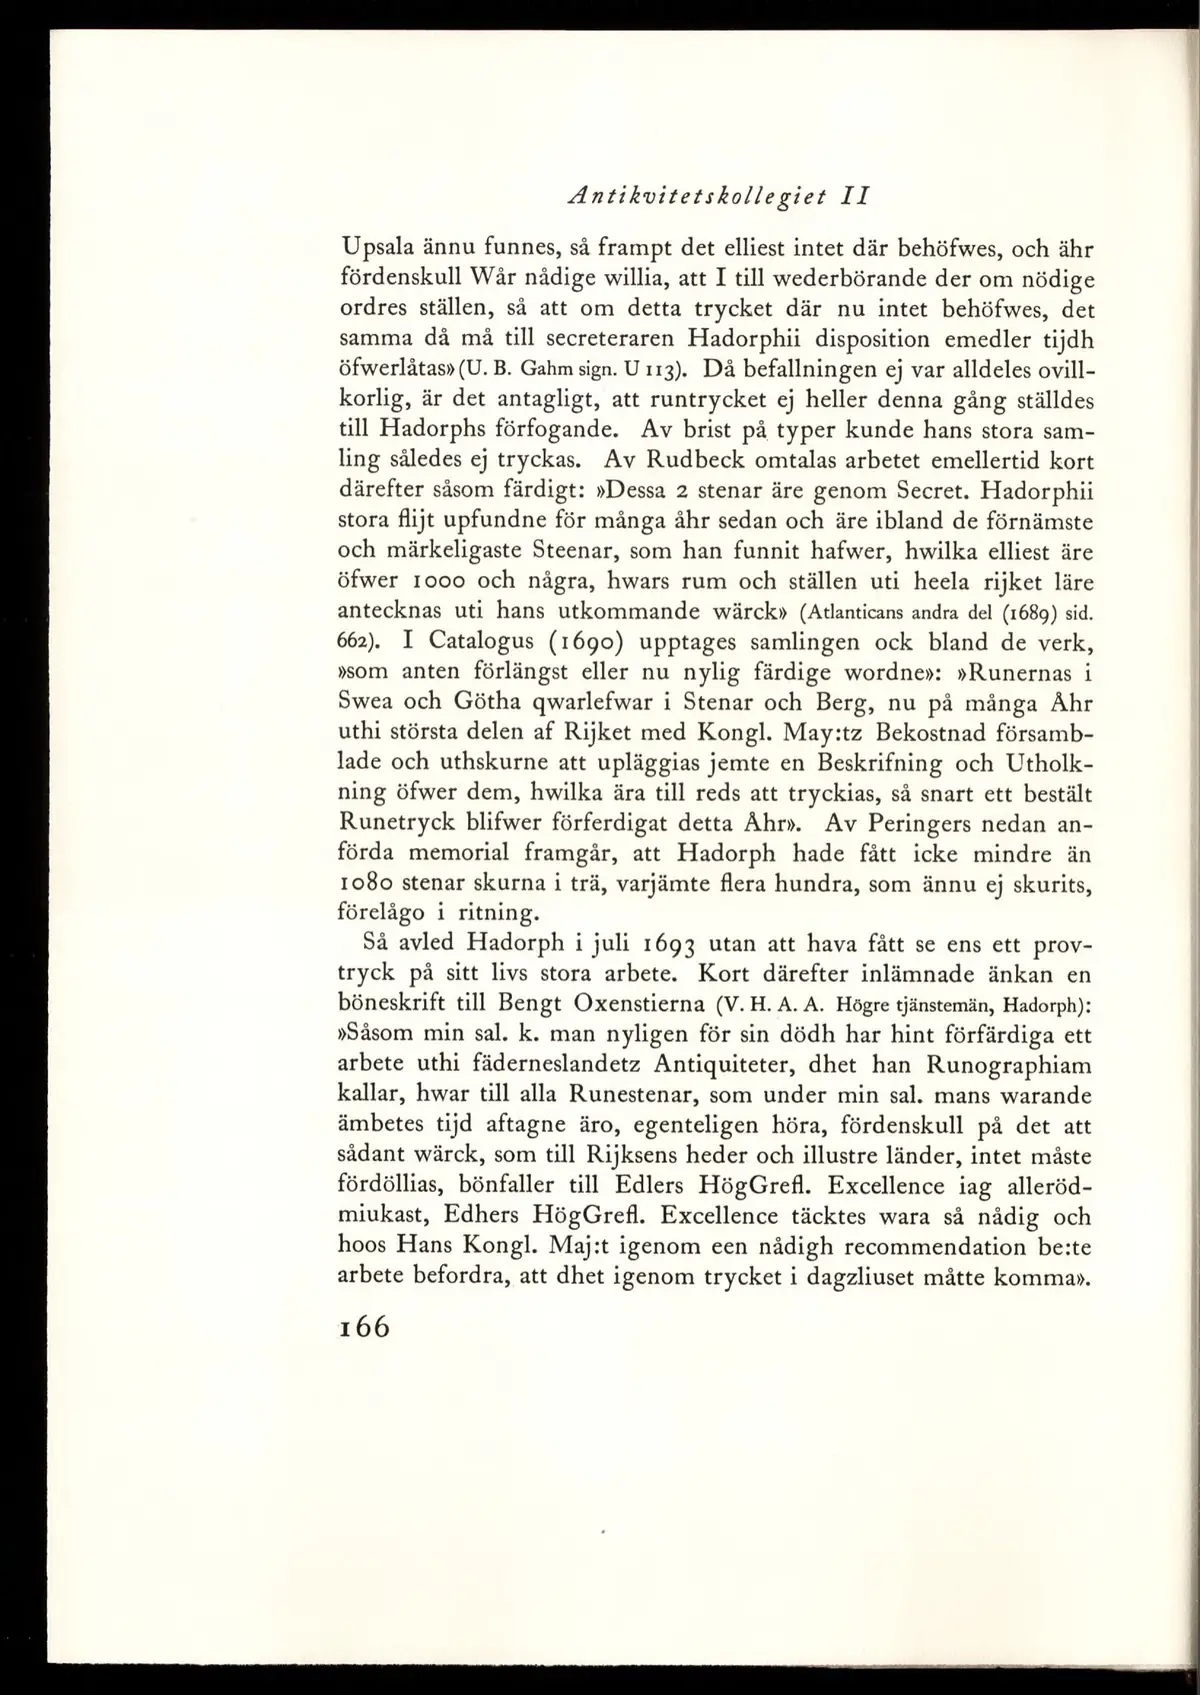 Antikvitetskollegiet II
Upsala ännu funnes, så frampt det elliest intet där behöfwes, och ähr
fördenskull Wår nådige willia, att I till wederbörande der om nödige
ordres ställen, så att om detta trycket där nu intet behöfwes, det
samma då må till secreteraren Hadorphii disposition emedler tijdh
öfwerlåtas» (U. B. Gahm sign. U 113). Då befallningen ej var alldeles ovill-
korlig, är det antagligt, att runtrycket ej heller denna gång ställdes
till Hadorphs förfogande. Av brist på typer kunde hans stora sam-
ling således ej tryckas. Av Rudbeck omtalas arbetet emellertid kort
därefter såsom färdigt: »Dessa 2 stenar äre genom Secret. Hadorphii
stora flijt upfundne för många åhr sedan och äre ibland de förnämste
och märkeligaste Steenar, som han funnit hafwer, hwilka elliest äre
öfwer 1000 och några, hwars rum och ställen uti heela rijket läre
antecknas uti hans utkommande wärck» (Atlanticans andra del (1689) sid.
662). I Catalogus (1690) upptages samlingen ock bland de verk,
»som anten förlängst eller nu nylig färdige wordne»: »Runernas i
Swea och Götha qwarlefwar i Stenar och Berg, nu på många Åhr
uthi största delen af Rijket med Kongl. May:tz Bekostnad församb-
lade och uthskurne att upläggias jemte en Beskrifning och Utholk-
ning öfwer dem, hwilka ära till reds att tryckias, så snart ett bestält
Runetryck blifwer förferdigat detta Åhr». Av Peringers nedan an-
förda memorial framgår, att Hadorph hade fått icke mindre än
1080 stenar skurna i trä, varjämte flera hundra, som ännu ej skurits,
förelågo i ritning.
Så avled Hadorph i juli 1693 utan att hava fått se ens ett prov-
tryck på sitt livs stora arbete. Kort därefter inlämnade änkan en
böneskrift till Bengt Oxenstierna (V. H. A. A. Högre tjänstemän, Hadorph):
»Såsom min sal. k. man nyligen för sin dödh har hint förfärdiga ett
arbete uthi fäderneslandetz Antiquiteter, dhet han Runographiam
kallar, hwar till alla Runestenar, som under min sal. mans warande
ämbetes tijd aftagne äro, egenteligen höra, fördenskull på det att
sådant wärck, som till Rijksens heder och illustre länder, intet måste
fördöllias, bönfaller till Edlers HögGrefl. Excellence iag alleröd-
miukast, Edhers HögGrefl. Excellence täcktes wara så nådig och
hoos Hans Kongl. Maj:t igenom een nådigh recommendation be:te
arbete befordra, att dhet igenom trycket i dagzliuset måtte komma».
166